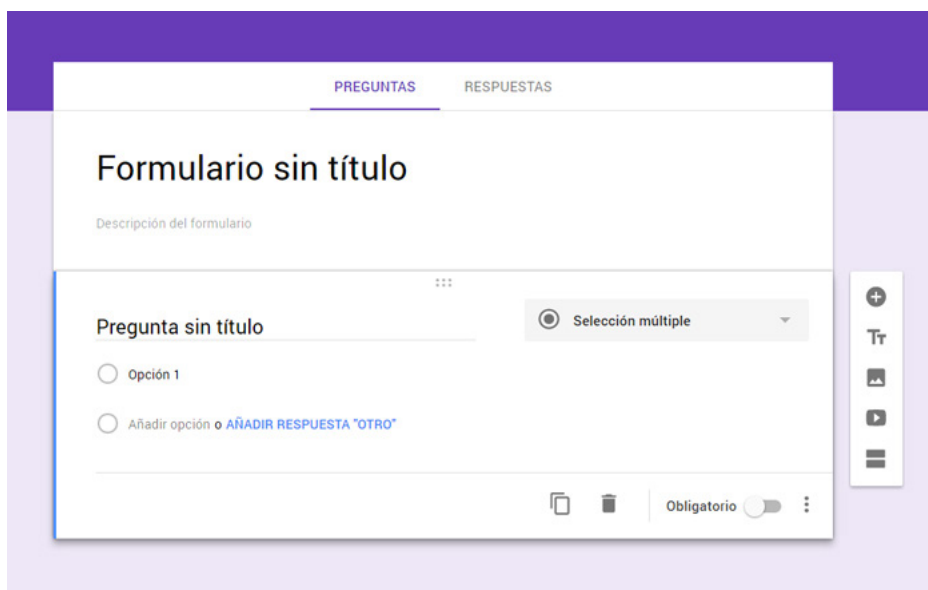 PREGUNTAS RESPUESTAS
Formulario sin título
Descripción del formulario
Pregunta sin título
Selección múltiple
Opción 1
Añadir opción o AÑADIR RESPUESTA "OTRO"
Obligatorio